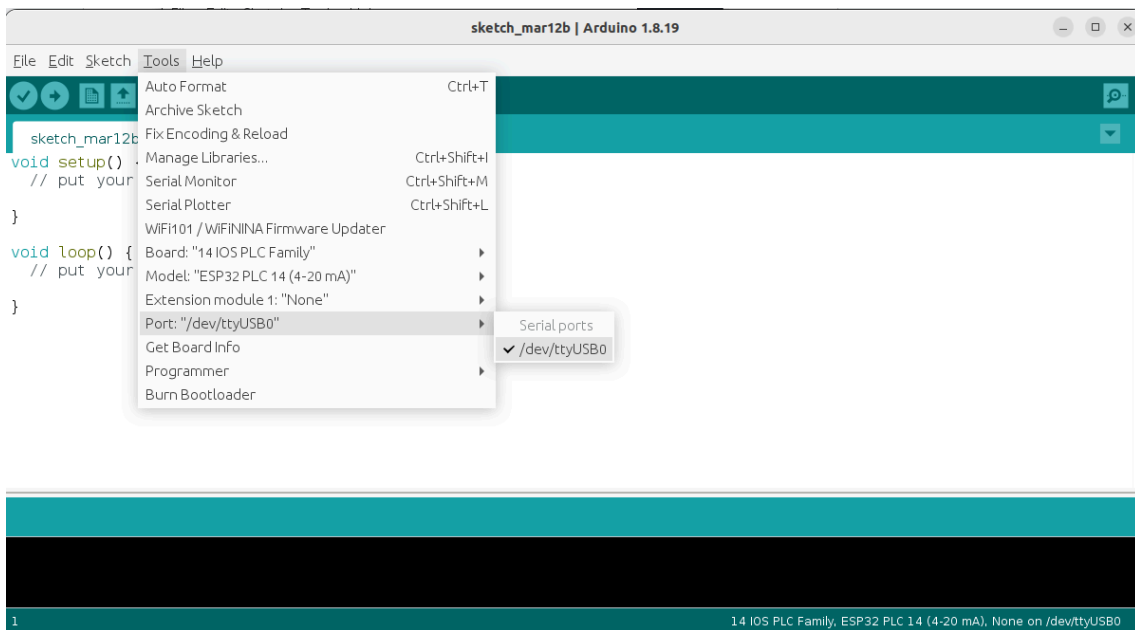 sketch_mar12b | Arduino 1.8.19
File Edit Sketch Tools Help
sketch_mar12b
void setup() {
// put your
}
void loop() {
// put your
}
Auto Format Ctrl+T
Archive Sketch
Fix Encoding & Reload
Manage Libraries... Ctrl+Shift+I
Serial Monitor Ctrl+Shift+M
Serial Plotter Ctrl+Shift+L
WiFi101 / WiFiNINA Firmware Updater
Board: "14 IOS PLC Family"
Model: "ESP32 PLC 14 (4-20 mA)"
Extension module 1: "None"
Port: "/dev/ttyUSB0"
Get Board Info
Programmer
Burn Bootloader
Serial ports
/dev/ttyUSB0
1 14 IOS PLC Family, ESP32 PLC 14 (4-20 mA), None on /dev/ttyUSB0